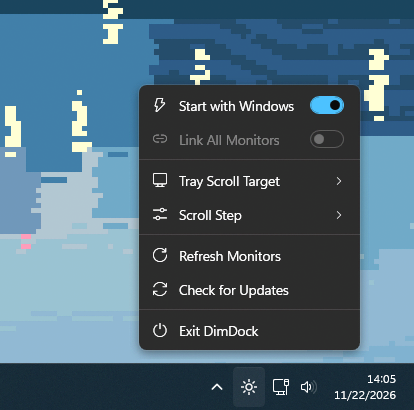 Start with Windows
Link All Monitors
Tray Scroll Target
Scroll Step
Refresh Monitors
Check for Updates
Exit DimDock
14:05
11/22/2026